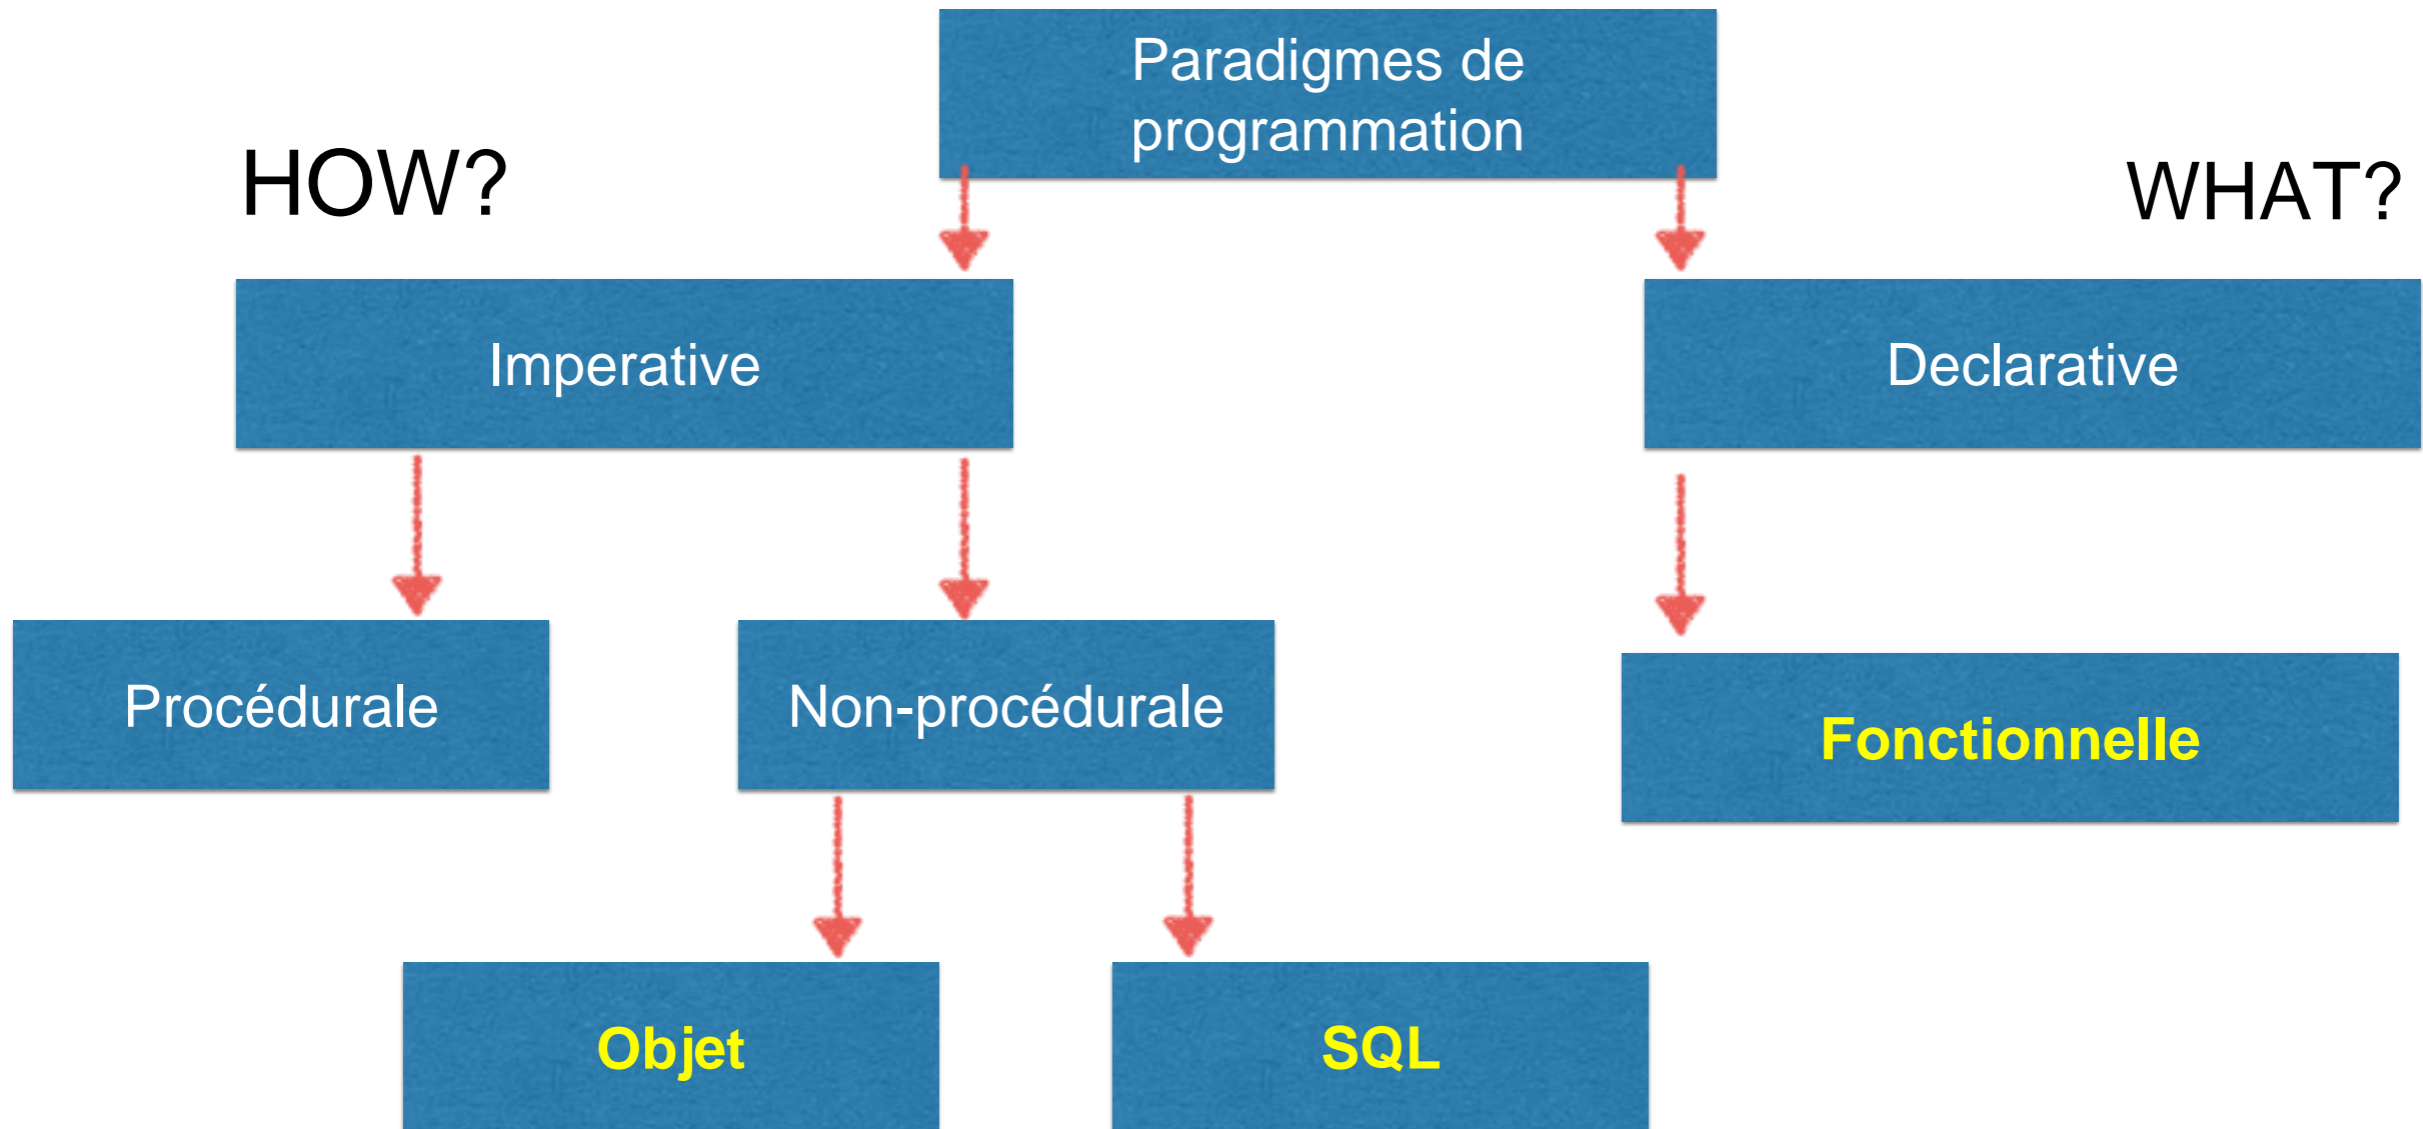 Paradigmes de
programmation
HOW?
WHAT?
Imperative
Declarative
Procédurale
Non-procédurale
Fonctionnelle
Objet
SQL